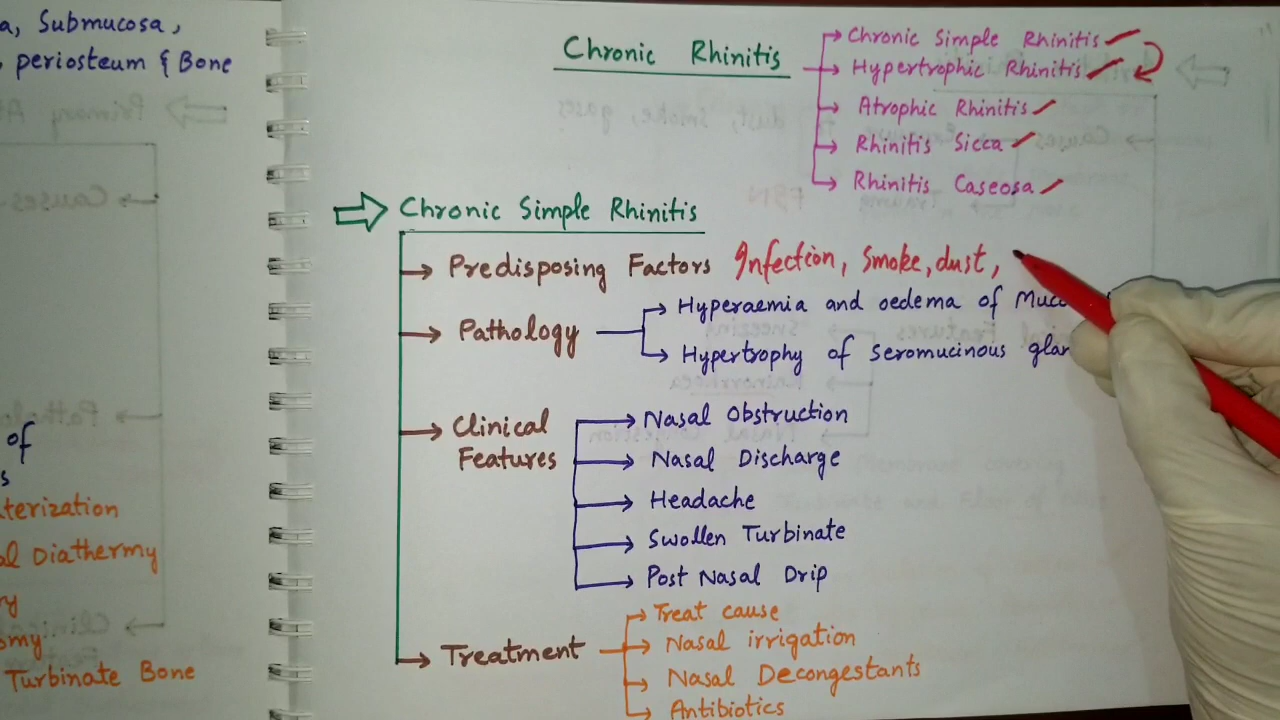 a, Submucosa,
periosteum & Bone
of
s
terization
al Diathermy
ry
omy
Turbinate Bone
Chronic Rhinitis
Chronic Simple Rhinitis
Hypertrophic Rhinitis
Atrophic Rhinitis
Rhinitis Sicca
Rhinitis Caseosa
Chronic Simple Rhinitis
Predisposing Factors Infection, Smoke, dust,
Pathology
Hyperaemia and oedema of Muc
Hypertrophy of seromucinous glan
Clinical
Features
Nasal Obstruction
Nasal Discharge
Headache
Swollen Turbinate
Post Nasal Drip
Treatment
Treat cause
Nasal irrigation
Nasal Decongestants
Antibiotics